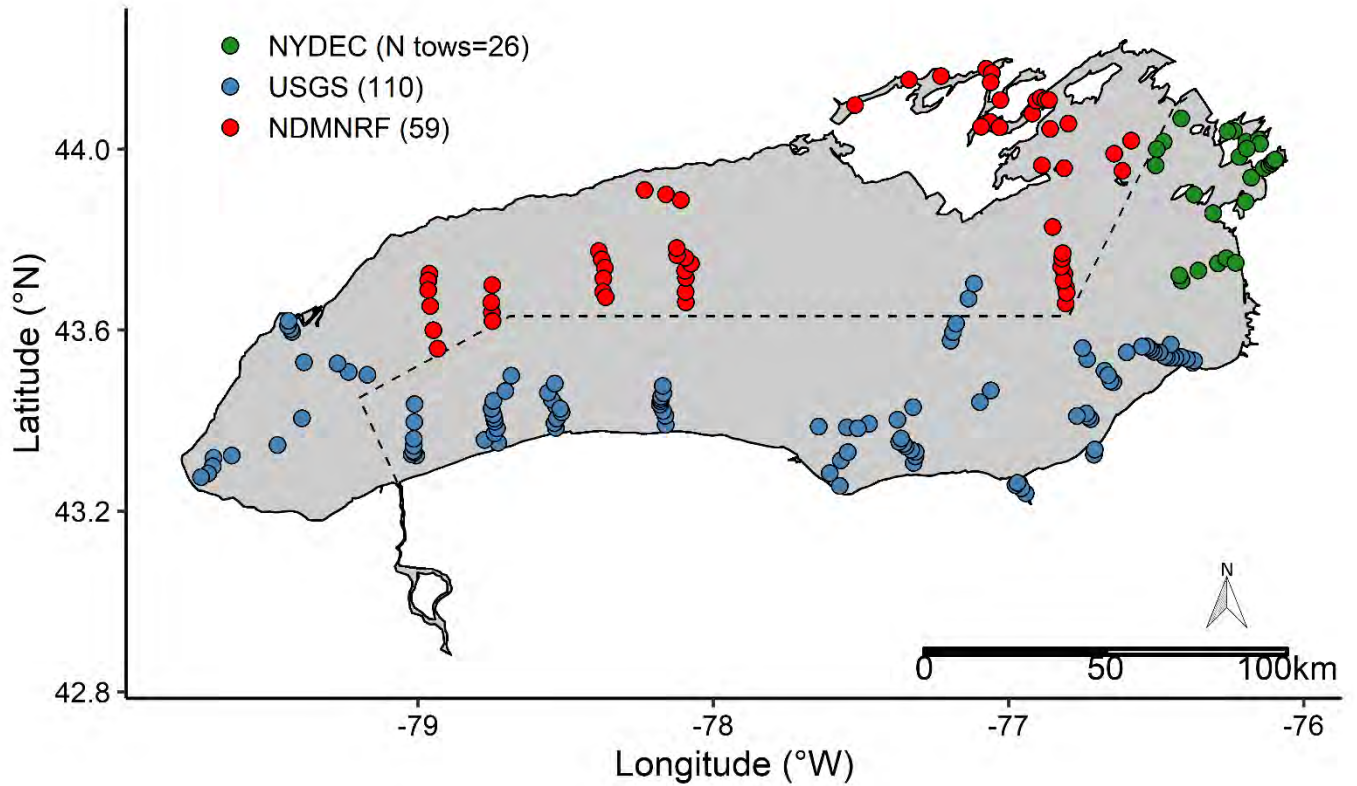 NYDEC (N tows=26)
USGS (110)
NDMNRF (59)
44.0
43.6
43.2
42.8
Latitude (°N)
N
0 50 100km
-79 -78 -77 -76
Longitude (°W)